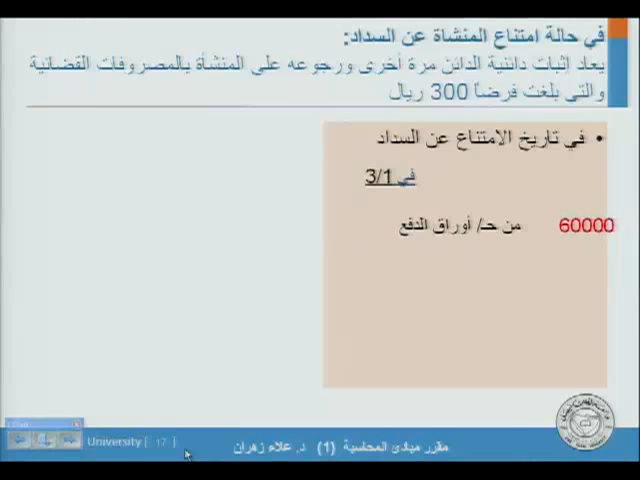 في حالة امتناع المنشاة عن السداد:
يعاد إثبات دائنية الدائن مرة أخرى ورجوعه على المنشأة بالمصروفات القضائية
والتي بلغت فرضاً 300 ريال
• في تاريخ الامتناع عن السداد
في 3/1
60000 من حـ/ أوراق الدفع
مقرر مبادئ المحاسبة (1) د. علاء زهران
University | 17 |